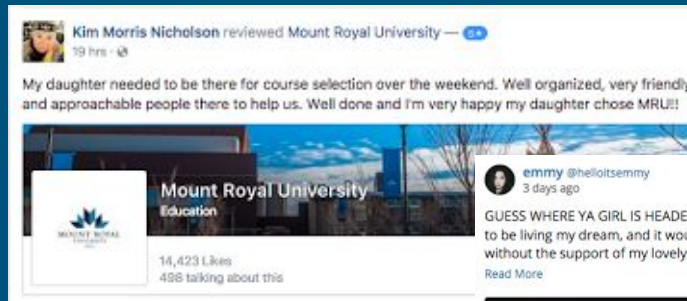 Kim Morris Nicholson reviewed Mount Royal University — 5★
19 hrs ·
My daughter needed to be there for course selection over the weekend. Well organized, very friendly
and approachable people there to help us. Well done and I'm very happy my daughter chose MRU!!
Mount Royal University
Education
MOUNT ROYAL
UNIVERSITY
14,423 Likes
498 talking about this
emmy @helloitsemmy
3 days ago
GUESS WHERE YA GIRL IS HEADE
to be living my dream, and it wou
without the support of my lovely
Read More